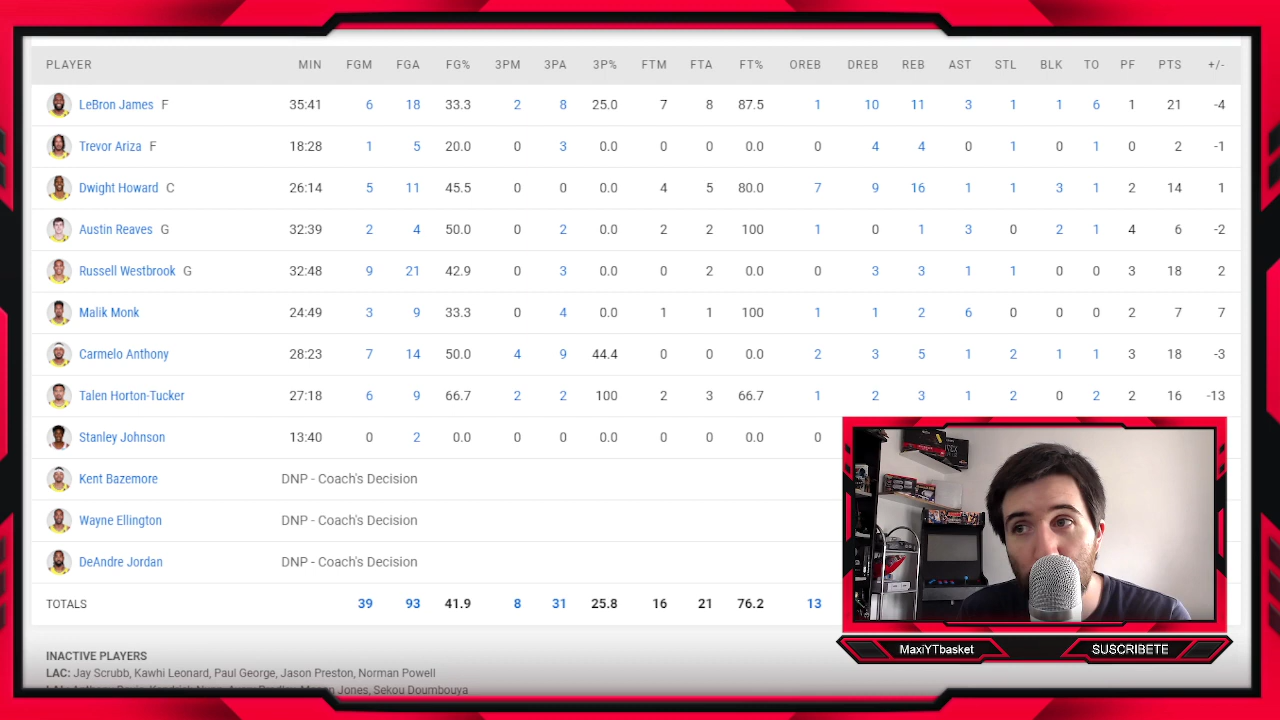 PLAYER MIN FGM FGA FG% 3PM 3PA 3P% FTM FTA FT% OREB DREB REB AST STL BLK TO PF PTS +/-
LeBron James F 35:41 6 18 33.3 2 8 25.0 7 8 87.5 1 10 11 3 1 1 6 1 21 -4
Trevor Ariza F 18:28 1 5 20.0 0 3 0.0 0 0 0.0 0 4 4 0 1 0 1 0 2 -1
Dwight Howard C 26:14 5 11 45.5 0 0 0.0 4 5 80.0 7 9 16 1 1 3 1 2 14 1
Austin Reaves G 32:39 2 4 50.0 0 2 0.0 2 2 100 1 0 1 3 0 2 1 4 6 -2
Russell Westbrook G 32:48 9 21 42.9 0 3 0.0 0 2 0.0 0 3 3 1 1 0 0 3 18 2
Malik Monk 24:49 3 9 33.3 0 4 0.0 1 1 100 1 1 2 6 0 0 0 2 7 7
Carmelo Anthony 28:23 7 14 50.0 4 9 44.4 0 0 0.0 2 3 5 1 2 1 1 3 18 -3
Talen Horton-Tucker 27:18 6 9 66.7 2 2 100 2 3 66.7 1 2 3 1 2 0 2 2 16 -13
Stanley Johnson 13:40 0 2 0.0 0 0 0.0 0 0 0.0 0
Kent Bazemore DNP - Coach's Decision
Wayne Ellington DNP - Coach's Decision
DeAndre Jordan DNP - Coach's Decision
TOTALS 39 93 41.9 8 31 25.8 16 21 76.2 13
MaxiYTbasket SUSCRIBETE
INACTIVE PLAYERS
LAC: Jay Scrubb, Kawhi Leonard, Paul George, Jason Preston, Norman Powell
Jones, Sekou Doumbouya